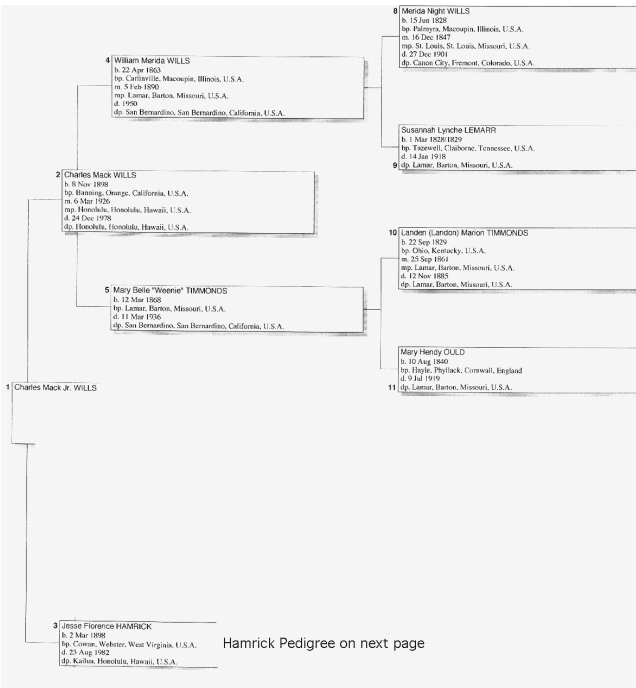 8 Merida Night WILLS
b. 15 Jun 1828
bp. Palmyra, Macoupin, Illinois, U.S.A.
m. 16 Dec 1847
mp. St. Louis, St. Louis, Missouri, U.S.A.
d. 27 Dec 1901
dp. Canon City, Fremont, Colorado, U.S.A.
4 William Merida WILLS
b. 22 Apr 1863
bp. Carlinville, Macoupin, Illinois, U.S.A.
m. 5 Feb 1890
mp. Lamar, Barton, Missouri, U.S.A.
d. 1950
dp. San Bernardino, San Bernardino, California, U.S.A.
Susannah Lynche LEMARR
b. 1 Mar 1828/1829
bp. Tazewell, Claiborne, Tennessee, U.S.A.
d. 14 Jan 1918
9 dp. Lamar, Barton, Missouri, U.S.A.
2 Charles Mack WILLS
b. 8 Nov 1898
bp. Banning, Orange, California, U.S.A.
m. 6 Mar 1926
mp. Honolulu, Honolulu, Hawaii, U.S.A.
d. 24 Dec 1978
dp. Honolulu, Honolulu, Hawaii, U.S.A.
10 Landen (Landon) Marion TIMMONDS
b. 22 Sep 1829
bp. Ohio, Kentucky, U.S.A.
m. 25 Sep 1861
mp. Lamar, Barton, Missouri, U.S.A.
d. 12 Nov 1885
dp. Lamar, Barton, Missouri, U.S.A.
5 Mary Belle "Weenie" TIMMONDS
b. 12 Mar 1868
bp. Lamar, Barton, Missouri, U.S.A.
d. 11 Mar 1936
dp. San Bernardino, San Bernardino, California, U.S.A.
Mary Hendy OULD
b. 10 Aug 1840
bp. Hayle, Phyllack, Cornwall, England
d. 9 Jul 1919
11 dp. Lamar, Barton, Missouri, U.S.A.
1 Charles Mack Jr. WILLS
3 Jesse Florence HAMRICK
b. 2 Mar 1898
bp. Cowan, Webster, West Virginia, U.S.A.
d. 23 Aug 1982
dp. Kailua, Honolulu, Hawaii, U.S.A.
Hamrick Pedigree on next page